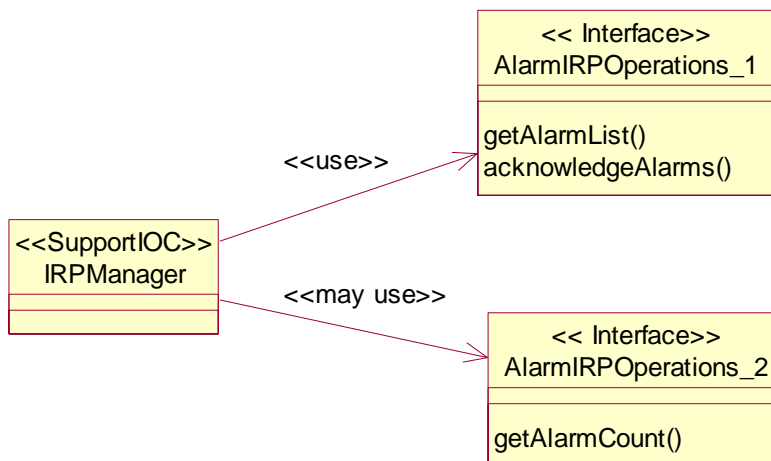 << Interface>>
AlarmIRPOperations_1
getAlarmList()
acknowledgeAlarms()
<<use>>
<<SupportIOC>>
IRPManager
<<may use>>
<< Interface>>
AlarmIRPOperations_2
getAlarmCount()